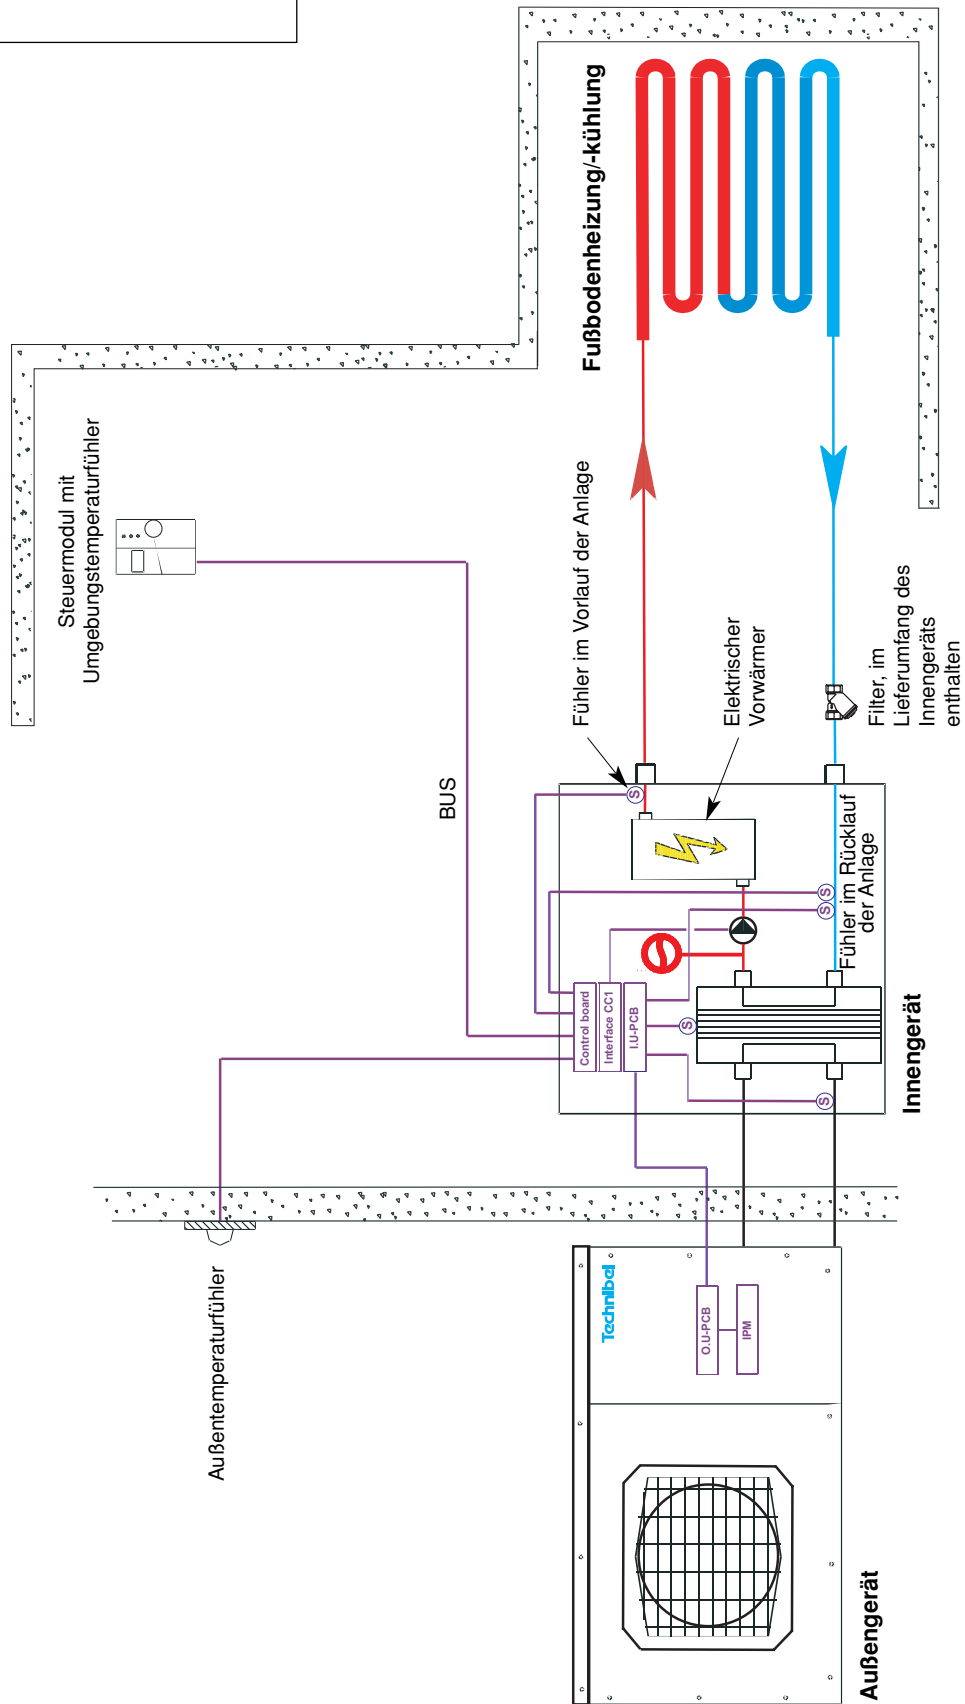 Steuermodul mit
Umgebungstemperaturfühler
Fußbodenheizung/-kühlung
BUS
Fühler im Vorlauf der Anlage
Elektrischer
Vorwärmer
Filter, im
Lieferumfang des
Innengeräts
enthalten
Fühler im Rücklauf
der Anlage
Control board
Interface CC1
I.U-PCB
S
S
S
S
S
Innengerät
Außentemperaturfühler
Technibel
O.U-PCB
IPM
Außengerät